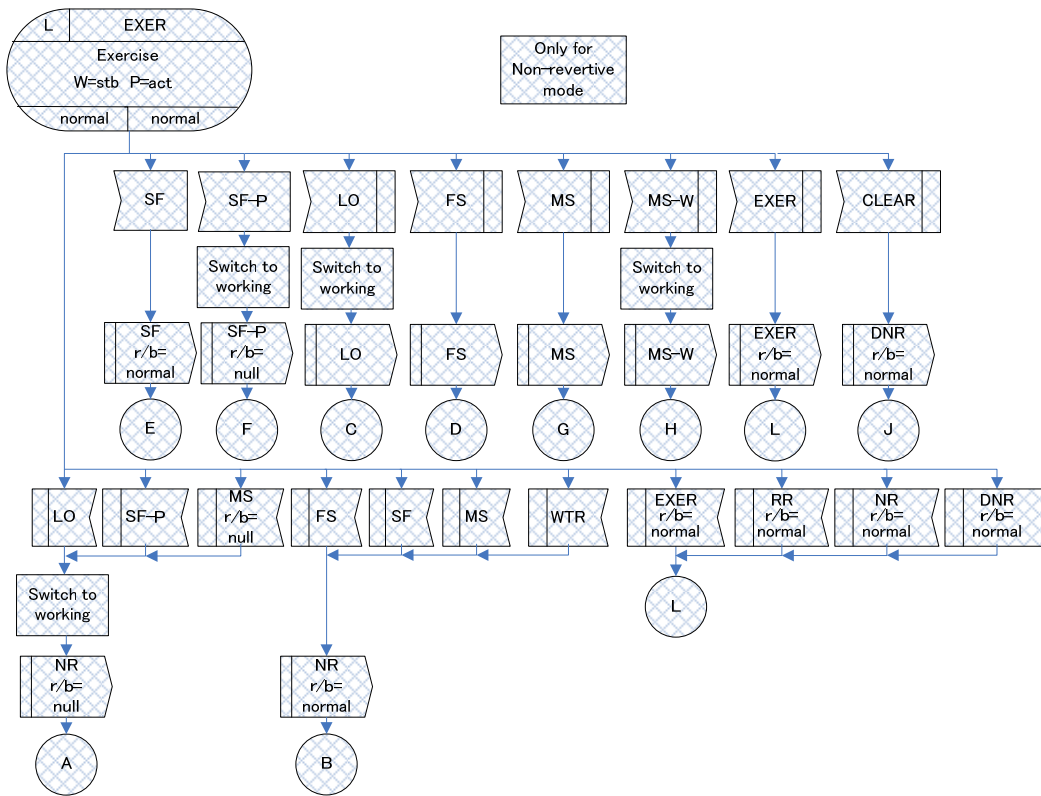 L EXER
Exercise
W=stb P=act
normal normal
Only for
Non-revertive
mode
SF
SF-P
LO
FS
MS
MS-W
EXER
CLEAR
Switch to
working
Switch to
working
Switch to
working
SF
r/b=
normal
SF-P
r/b=
null
LO
FS
MS
MS-W
EXER
r/b=
normal
DNR
r/b=
normal
E
F
C
D
G
H
L
J
LO
SF-P
MS
r/b=
null
FS
SF
MS
WTR
EXER
r/b=
normal
RR
r/b=
normal
NR
r/b=
normal
DNR
r/b=
normal
Switch to
working
L
NR
r/b=
null
NR
r/b=
normal
A
B